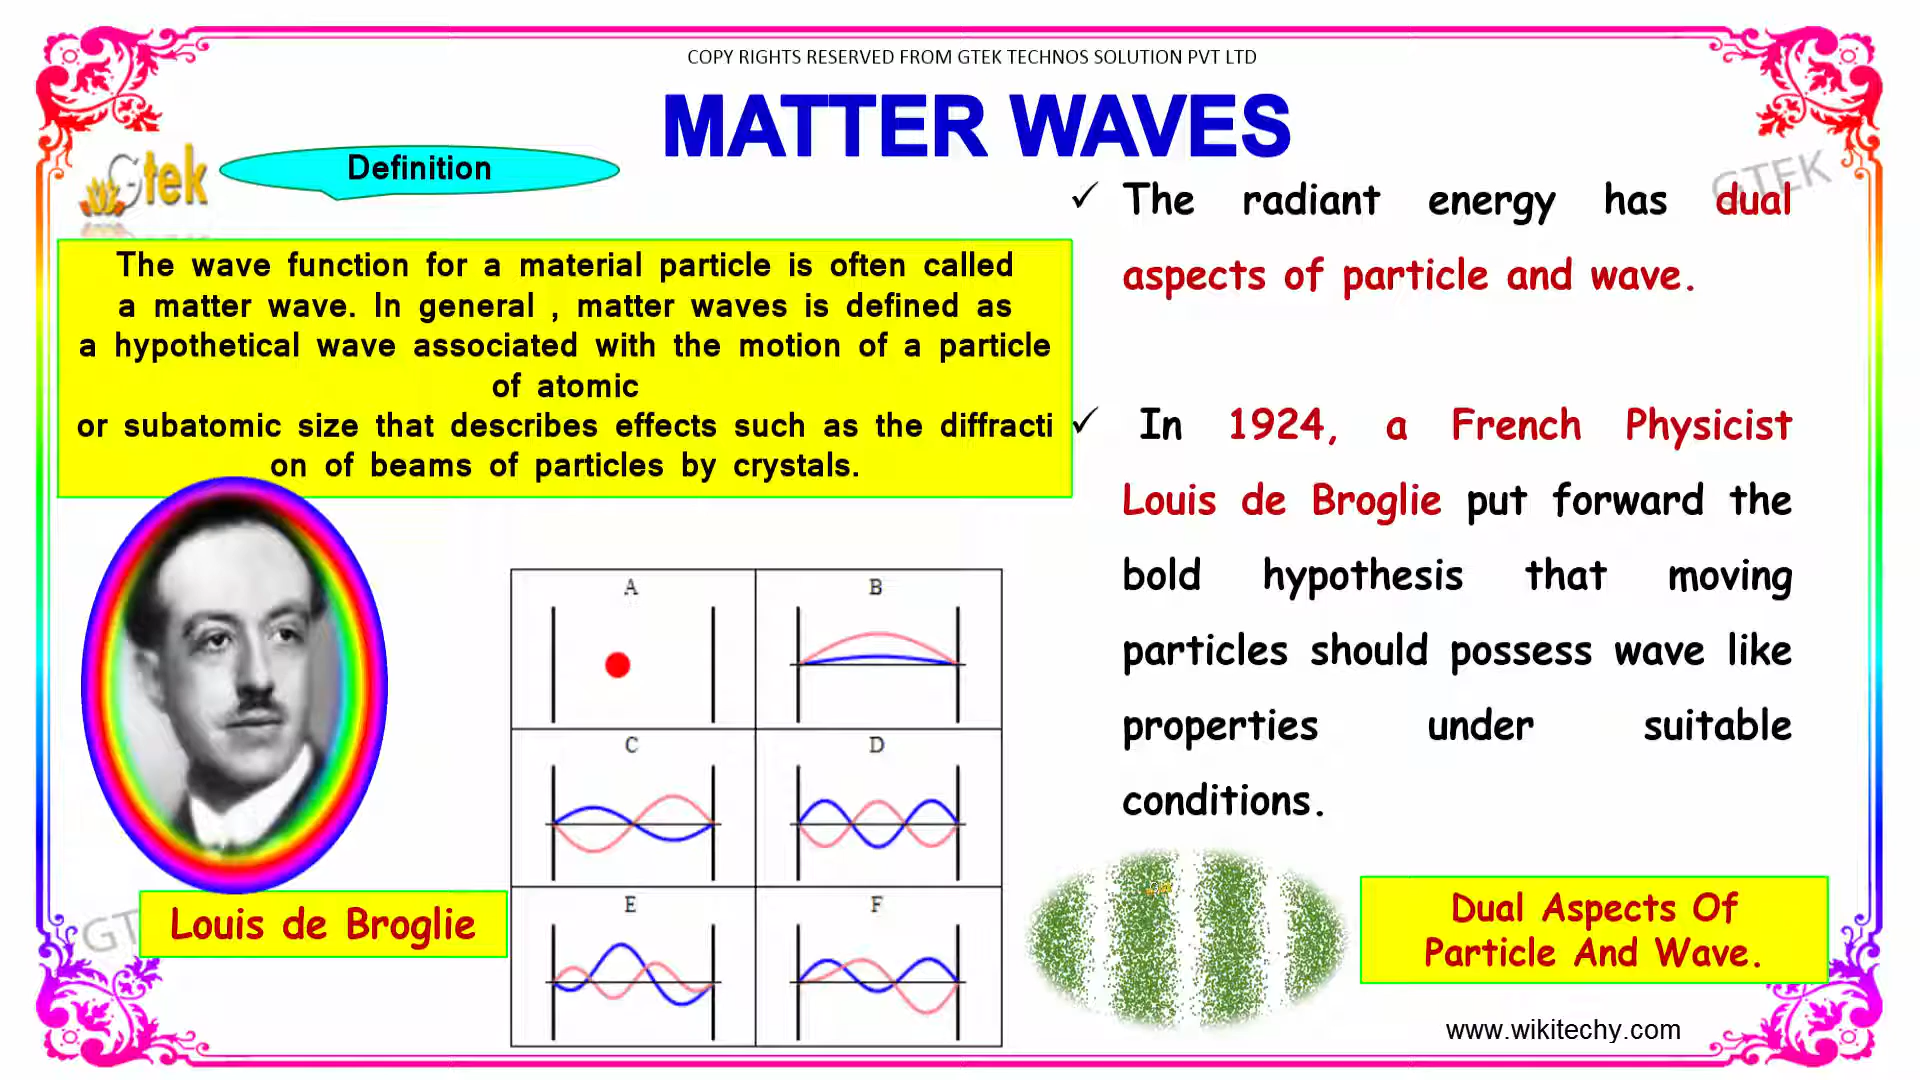 COPY RIGHTS RESERVED FROM GTEK TECHNOS SOLUTION PVT LTD
MATTER WAVES
Gtek
Definition
The wave function for a material particle is often called
a matter wave. In general , matter waves is defined as
a hypothetical wave associated with the motion of a particle
of atomic
or subatomic size that describes effects such as the diffracti
on of beams of particles by crystals.
GTEK
✓ The radiant energy has dual
aspects of particle and wave.
✓ In 1924, a French Physicist
Louis de Broglie put forward the
bold hypothesis that moving
particles should possess wave like
properties under suitable
conditions.
A
B
C
D
E
F
GT
Louis de Broglie
Dual Aspects Of
Particle And Wave.
www.wikitechy.com